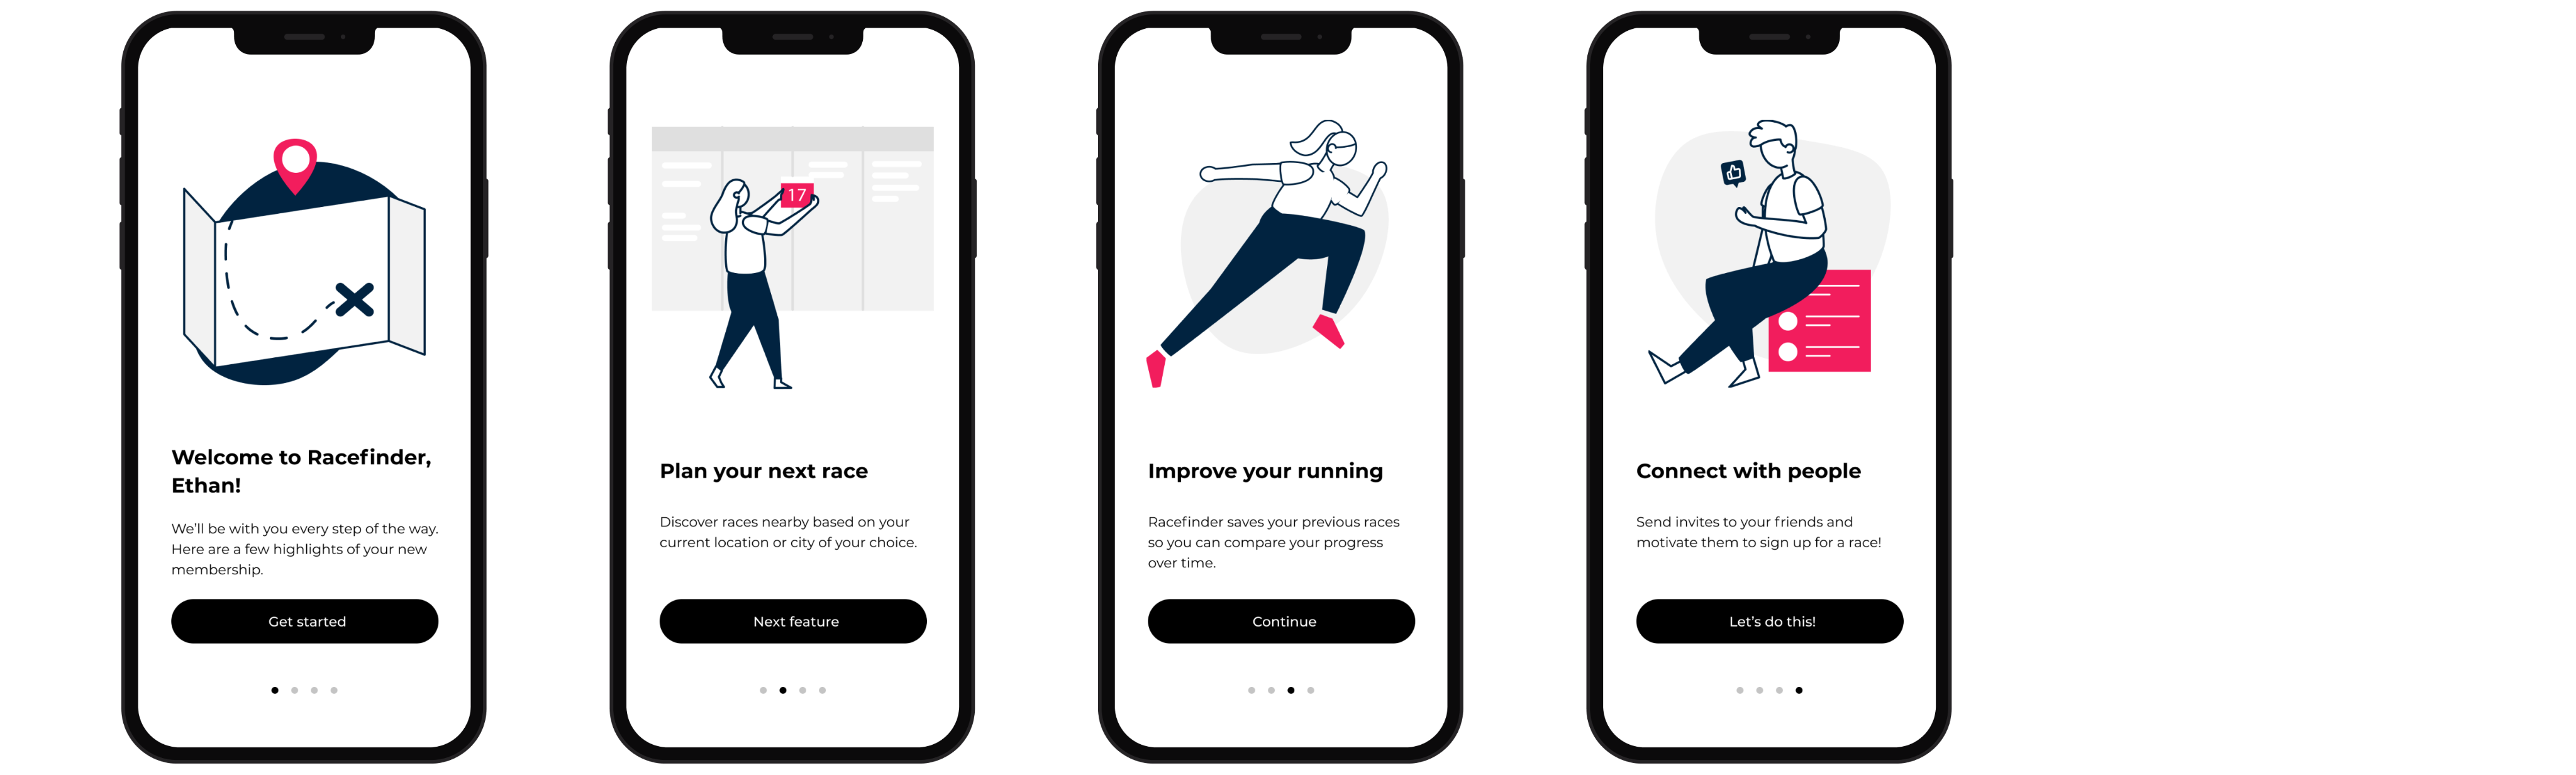 Welcome to Racefinder,
Ethan!
We'll be with you every step of the way.
Here are a few highlights of your new
membership.
Get started
17
Plan your next race
Discover races nearby based on your
current location or city of your choice.
Next feature
Improve your running
Racefinder saves your previous races
so you can compare your progress
over time.
Continue
Connect with people
Send invites to your friends and
motivate them to sign up for a race!
Let's do this!